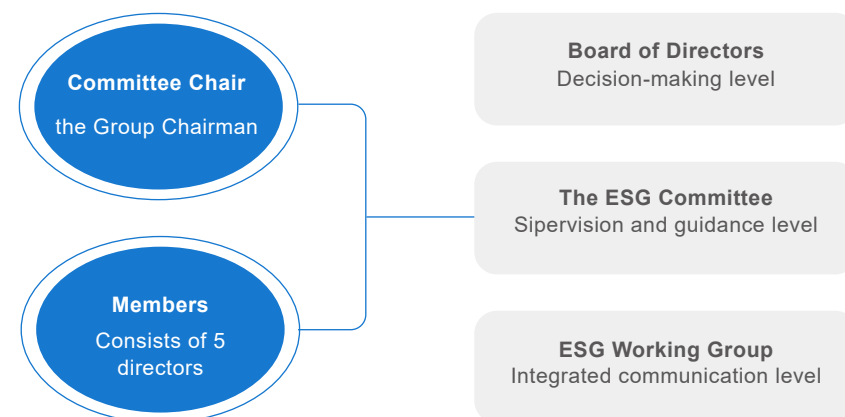 Committee Chair
the Group Chairman
Members
Consists of 5
directors
Board of Directors
Decision-making level
The ESG Committee
Sipervision and guidance level
ESG Working Group
Integrated communication level